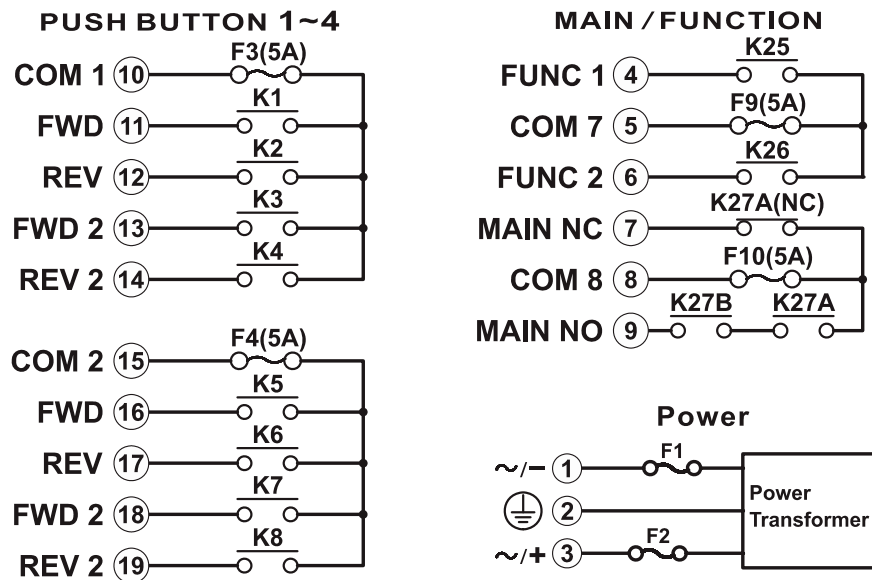 PUSH BUTTON 1~4
F3(5A)
COM 1 10
K1
FWD 11
K2
REV 12
K3
FWD 2 13
K4
REV 2 14
F4(5A)
COM 2 15
K5
FWD 16
K6
REV 17
K7
FWD 2 18
K8
REV 2 19
MAIN / FUNCTION
K25
FUNC 1 4
F9(5A)
COM 7 5
K26
FUNC 2 6
K27A(NC)
MAIN NC 7
F10(5A)
COM 8 8
K27B K27A
MAIN NO 9
Power
F1
~/− 1
2
F2
~/+ 3
Power
Transformer